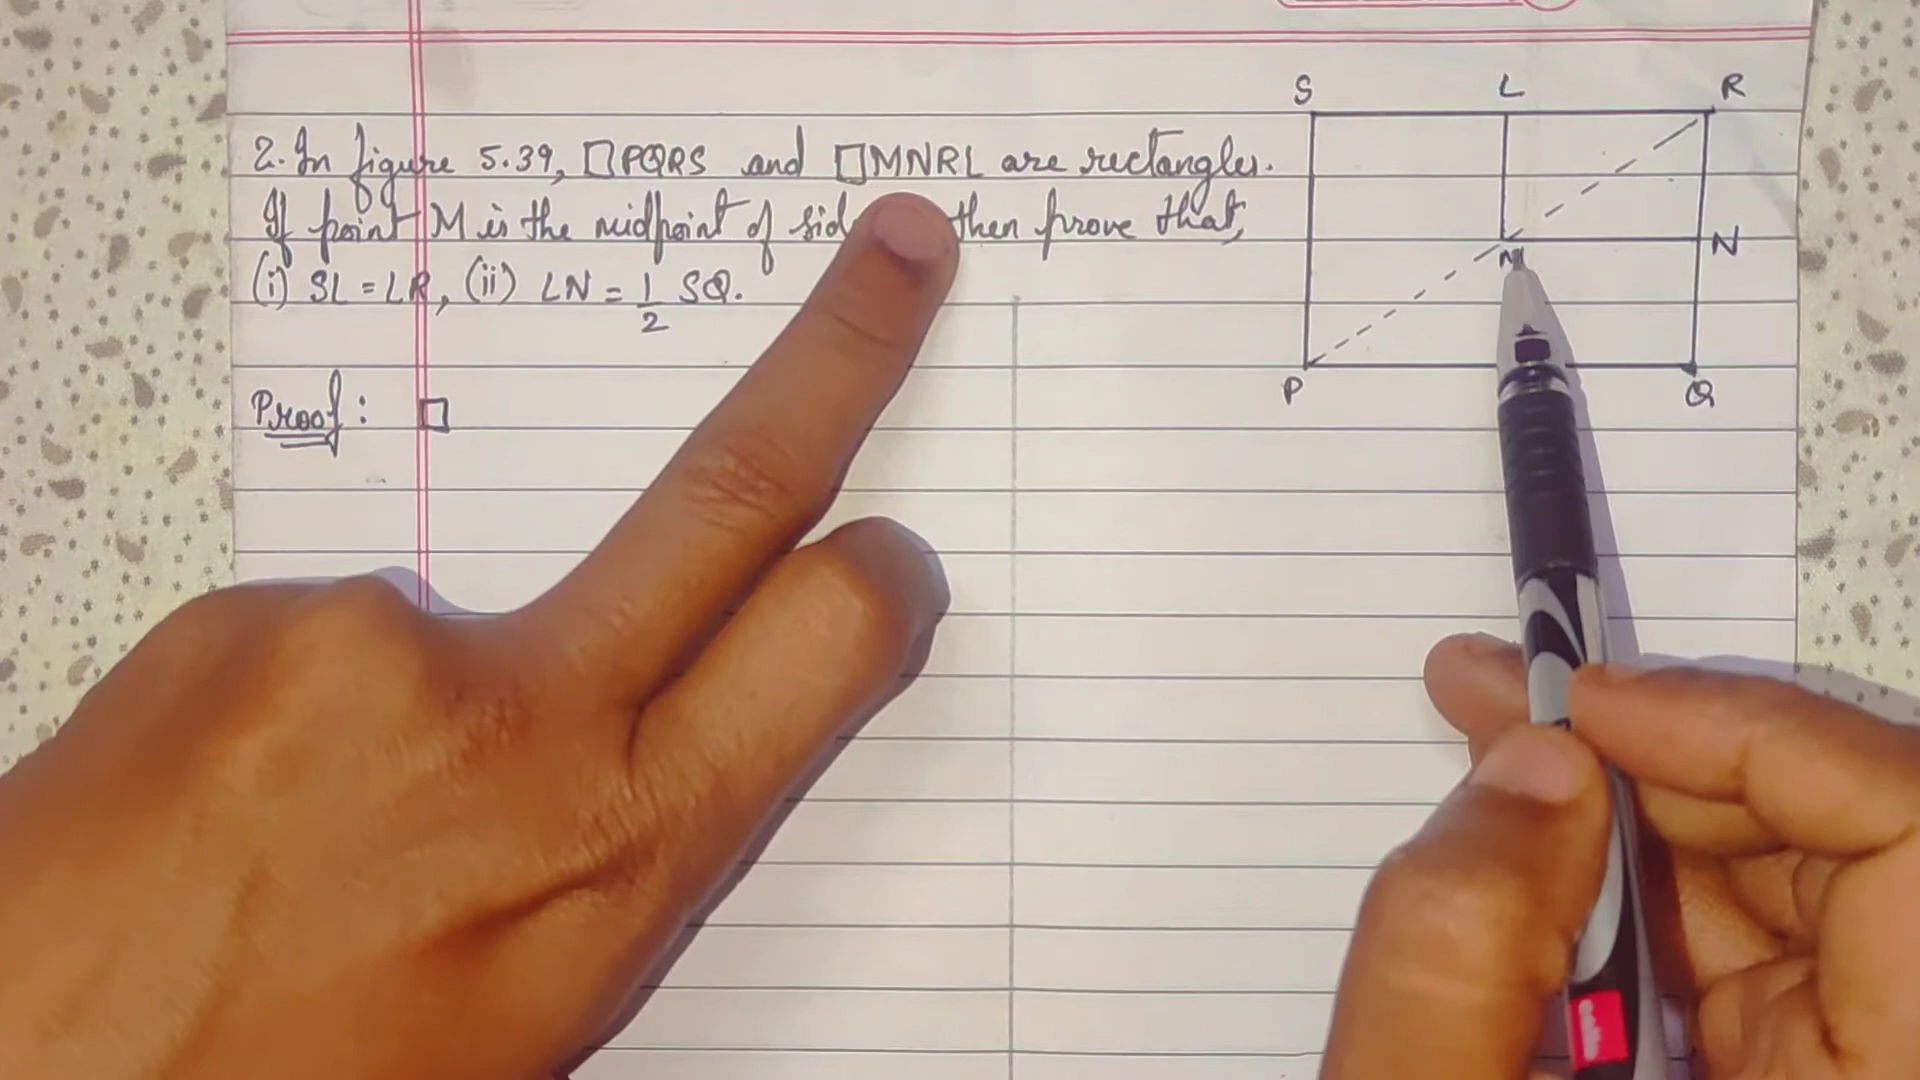 2. In figure 5.39, □PQRS and □MNRL are rectangles.
If point M is the midpoint of then prove that,
(i) SL = LR, (ii) LN = 1/2 SQ.
Proof: □
S L R
N
M
P Q
cello